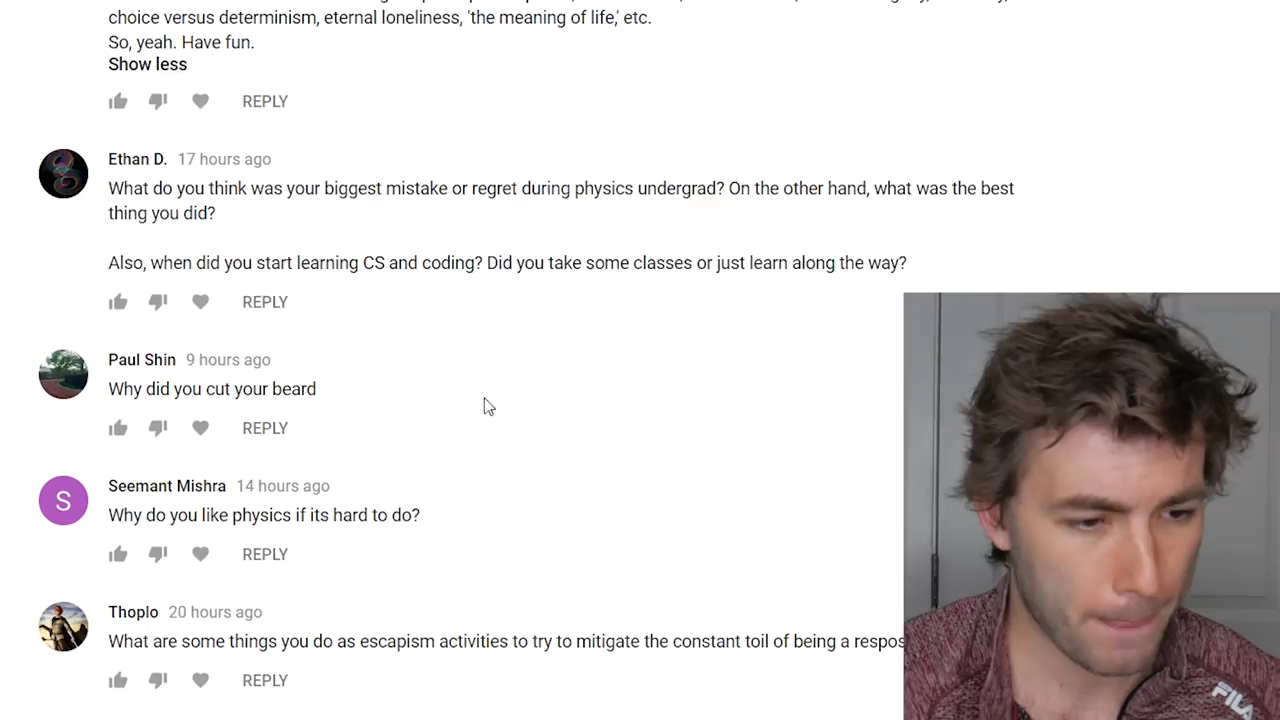 choice versus determinism, eternal loneliness, 'the meaning of life,' etc.
So, yeah. Have fun.
Show less
REPLY
Ethan D. 17 hours ago
What do you think was your biggest mistake or regret during physics undergrad? On the other hand, what was the best
thing you did?
Also, when did you start learning CS and coding? Did you take some classes or just learn along the way?
REPLY
Paul Shin 9 hours ago
Why did you cut your beard
REPLY
S
Seemant Mishra 14 hours ago
Why do you like physics if its hard to do?
REPLY
Thoplo 20 hours ago
What are some things you do as escapism activities to try to mitigate the constant toil of being a respos
REPLY
FILA